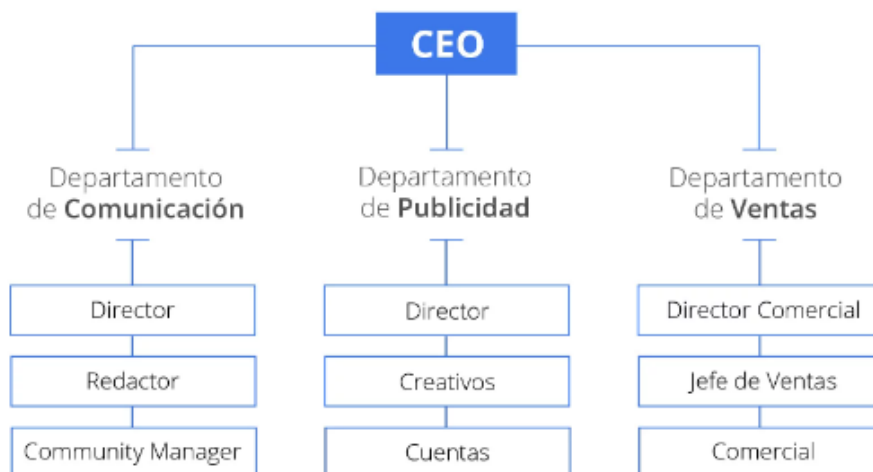 CEO
Departamento
de Comunicación
Departamento
de Publicidad
Departamento
de Ventas
Director
Redactor
Community Manager
Director
Creativos
Cuentas
Director Comercial
Jefe de Ventas
Comercial